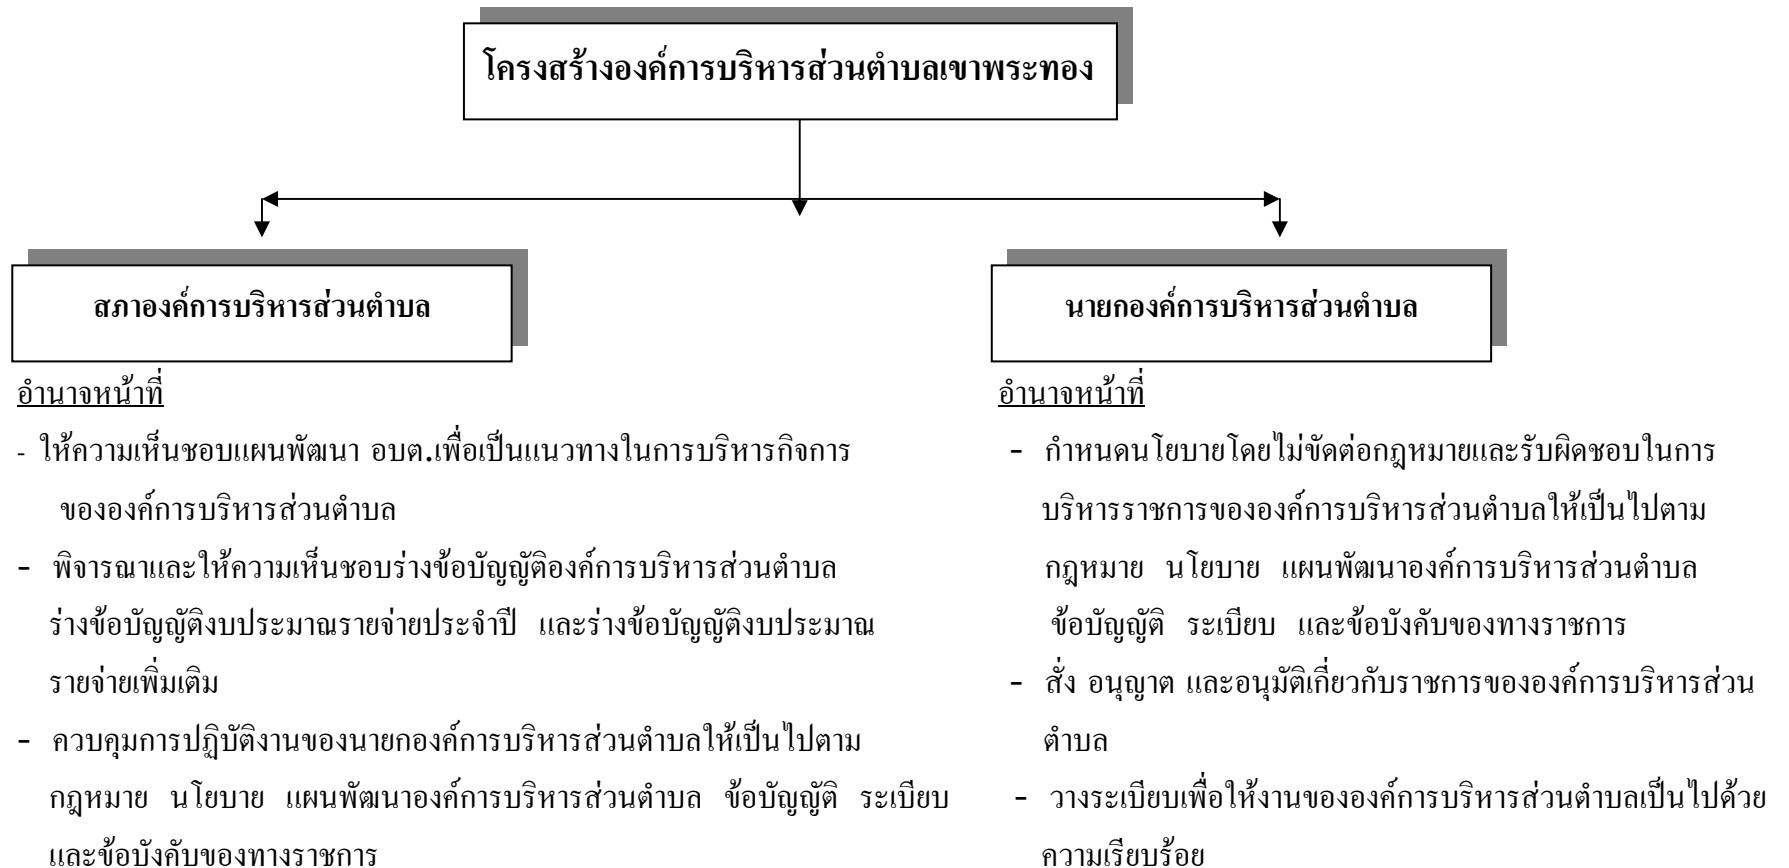 โครงสร้างองค์การบริหารส่วนตำบลเขาพระทอง
สภาองค์การบริหารส่วนตำบล
อำนาจหน้าที่
- ให้ความเห็นชอบแผนพัฒนา อบต.เพื่อเป็นแนวทางในการบริหารกิจการ
ขององค์การบริหารส่วนตำบล
- พิจารณาและให้ความเห็นชอบร่างข้อบัญญัติองค์การบริหารส่วนตำบล
ร่างข้อบัญญัติงบประมาณรายจ่ายประจำปี และร่างข้อบัญญัติงบประมาณ
รายจ่ายเพิ่มเติม
- ควบคุมการปฏิบัติงานของนายกองค์การบริหารส่วนตำบลให้เป็นไปตาม
กฎหมาย นโยบาย แผนพัฒนาองค์การบริหารส่วนตำบล ข้อบัญญัติ ระเบียบ
และข้อบังคับของทางราชการ
นายกองค์การบริหารส่วนตำบล
อำนาจหน้าที่
- กำหนดนโยบายโดยไม่ขัดต่อกฎหมายและรับผิดชอบในการ
บริหารราชการขององค์การบริหารส่วนตำบลให้เป็นไปตาม
กฎหมาย นโยบาย แผนพัฒนาองค์การบริหารส่วนตำบล
ข้อบัญญัติ ระเบียบ และข้อบังคับของทางราชการ
- สั่ง อนุญาต และอนุมัติเกี่ยวกับราชการขององค์การบริหารส่วน
ตำบล
- วางระเบียบเพื่อให้งานขององค์การบริหารส่วนตำบลเป็นไปด้วย
ความเรียบร้อย